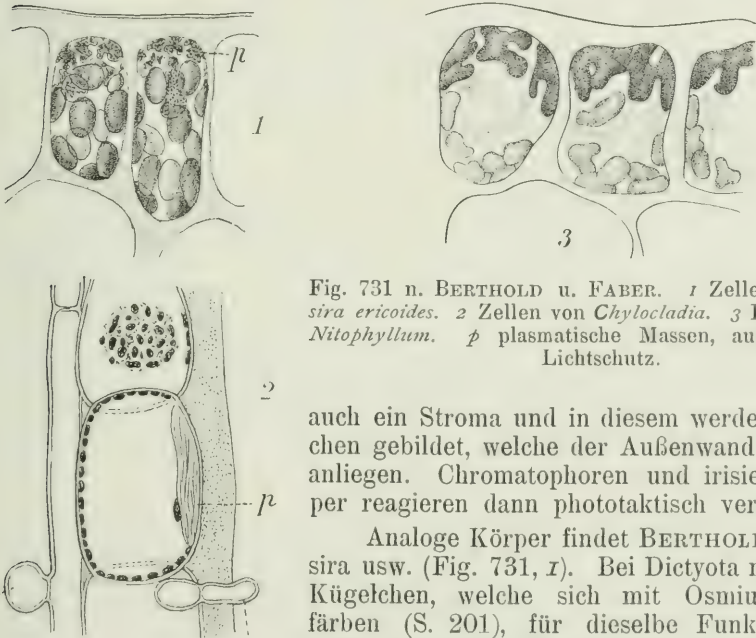 p
1
3
2
p
Fig. 731 n. BERTHOLD u. FABER. 1 Zelle
sira ericoides. 2 Zellen von Chylocladia. 3
Nitophyllum. p plasmatische Massen, au
Lichtschutz.
auch ein Stroma und in diesem werde
chen gebildet, welche der Außenwand
anliegen. Chromatophoren und irisie
per reagieren dann phototaktisch ver
Analoge Körper findet BERTHOL
sira usw. (Fig. 731, 1). Bei Dictyota
Kügelchen, welche sich mit Osmiu
färben (S. 201), für dieselbe Funk